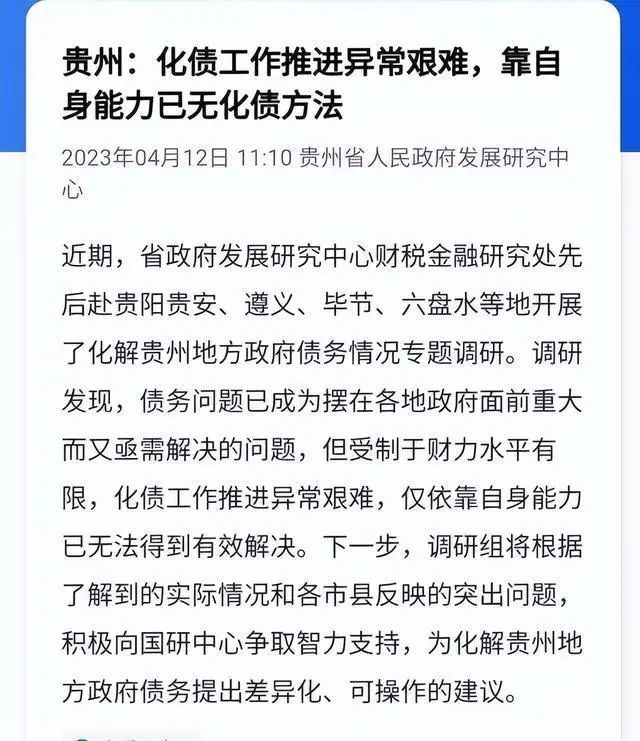 贵州：化债工作推进异常艰难，靠自
身能力已无化债方法
2023年04月12日 11:10 贵州省人民政府发展研究中
心
近期，省政府发展研究中心财税金融研究处先
后赴贵阳贵安、遵义、毕节、六盘水等地开展
了化解贵州地方政府债务情况专题调研。调研
发现，债务问题已成为摆在各地政府面前重大
而又亟需解决的问题，但受制于财力水平有
限，化债工作推进异常艰难，仅依靠自身能力
已无法得到有效解决。下一步，调研组将根据
了解到的实际情况和各市县反映的突出问题，
积极向国研中心争取智力支持，为化解贵州地
方政府债务提出差异化、可操作的建议。